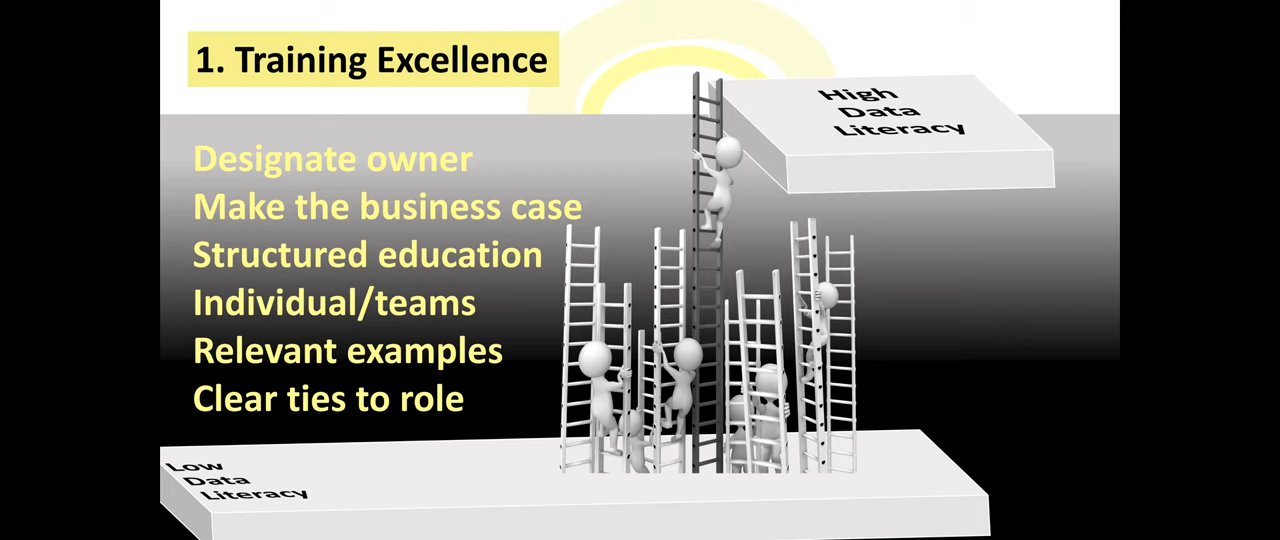 1. Training Excellence
High
Data
Literacy
Designate owner
Make the business case
Structured education
Individual/teams
Relevant examples
Clear ties to role
Low
Data
Literacy